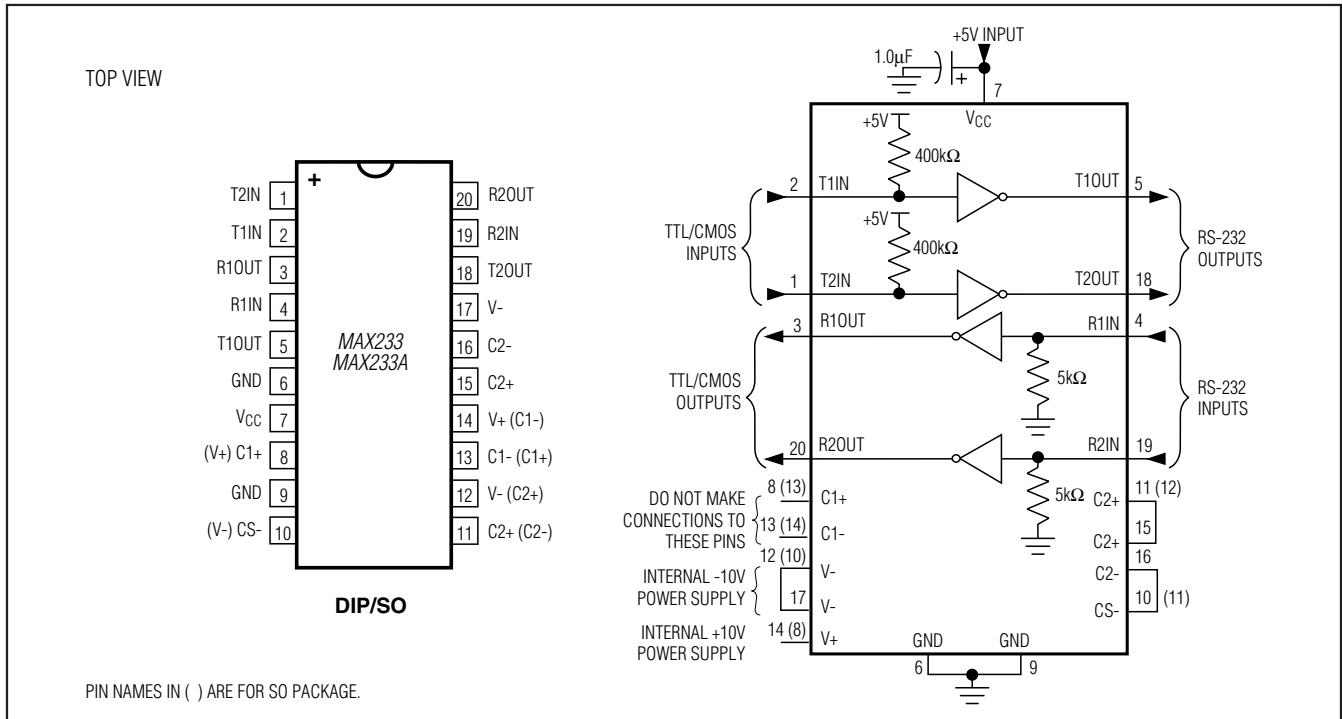 TOP VIEW
T2IN 1
T1IN 2
R1OUT 3
R1IN 4
T1OUT 5
GND 6
VCC 7
(V+) C1+ 8
GND 9
(V-) CS- 10
+
MAX233
MAX233A
20 R2OUT
19 R2IN
18 T2OUT
17 V-
16 C2-
15 C2+
14 V+ (C1-)
13 C1- (C1+)
12 V- (C2+)
11 C2+ (C2-)
DIP/SO
PIN NAMES IN ( ) ARE FOR SO PACKAGE.
+5V INPUT
1.0µF
+
7
VCC
+5V
400kΩ
2 T1IN T1OUT 5
+5V
400kΩ
TTL/CMOS
INPUTS
RS-232
OUTPUTS
1 T2IN T2OUT 18
3 R1OUT R1IN 4
5kΩ
TTL/CMOS
OUTPUTS
RS-232
INPUTS
20 R2OUT R2IN 19
5kΩ
DO NOT MAKE
CONNECTIONS TO
THESE PINS
8 (13) C1+
13 (14) C1-
INTERNAL -10V
POWER SUPPLY
12 (10) V-
17 V-
INTERNAL +10V
POWER SUPPLY
14 (8) V+
C2+ 11 (12)
C2+ 15
C2- 16
CS- 10 (11)
GND GND
6 9